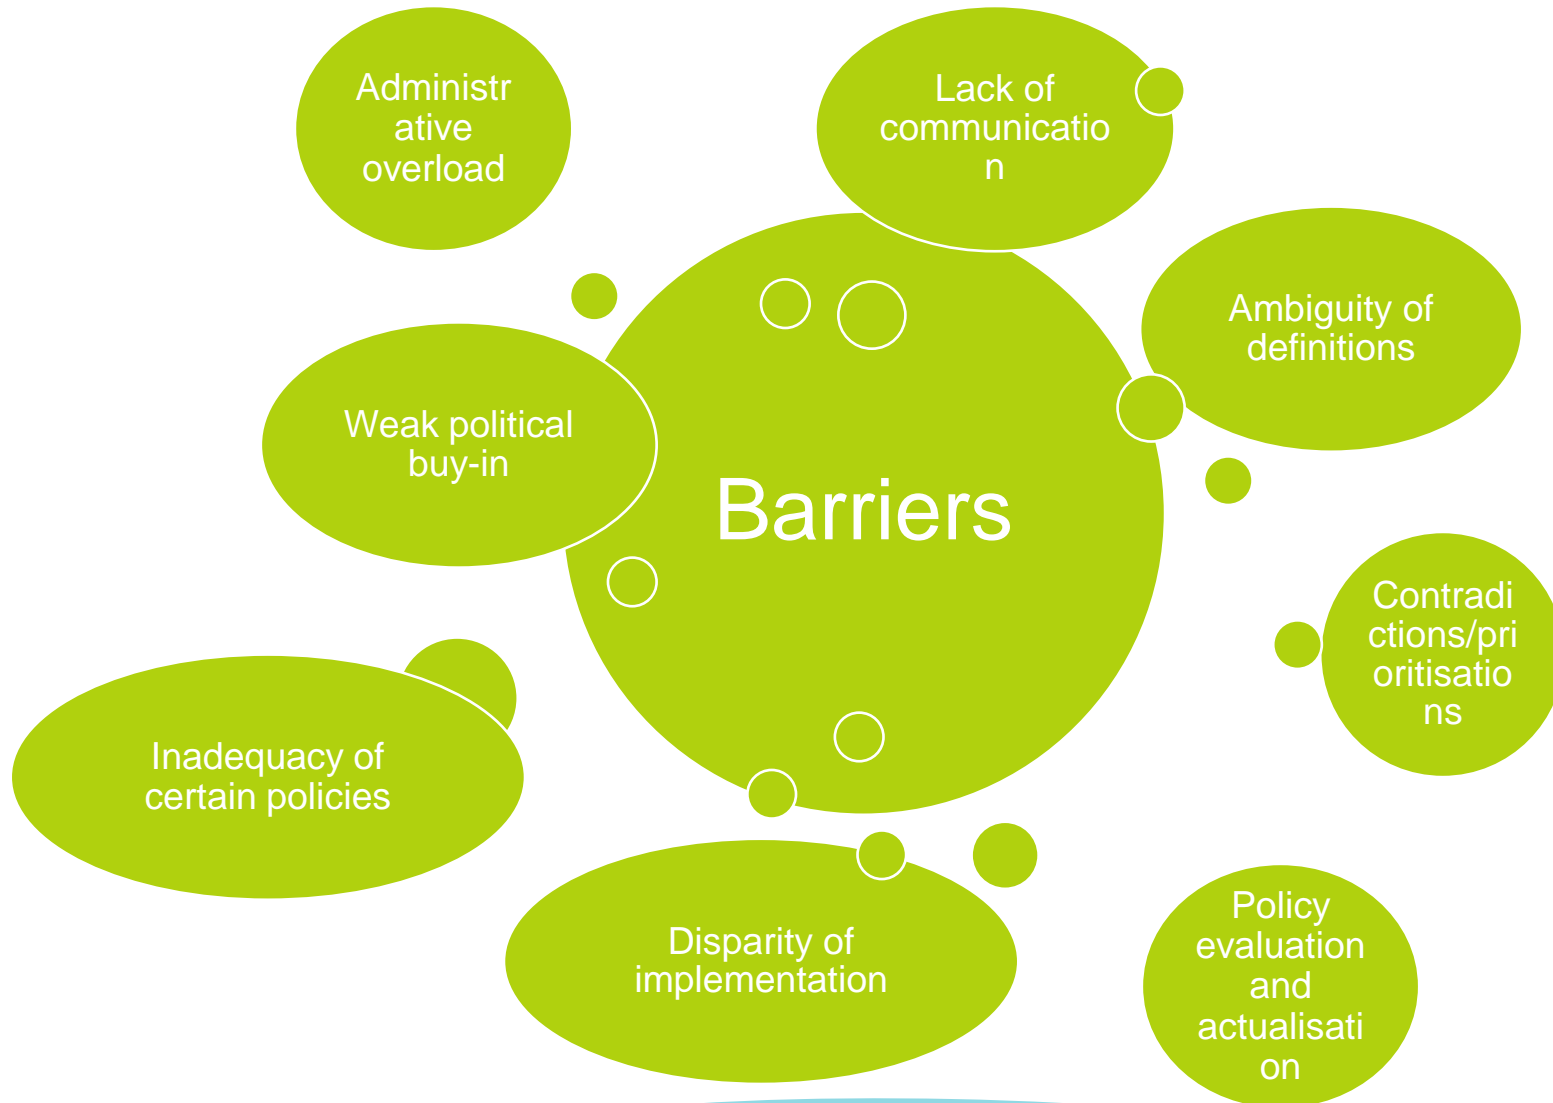 Administr
ative
overload
Lack of
communicatio
n
Ambiguity of
definitions
Weak political
buy-in
Barriers
Contradi
ctions/pri
oritisatio
ns
Inadequacy of
certain policies
Disparity of
implementation
Policy
evaluation
and
actualisati
on